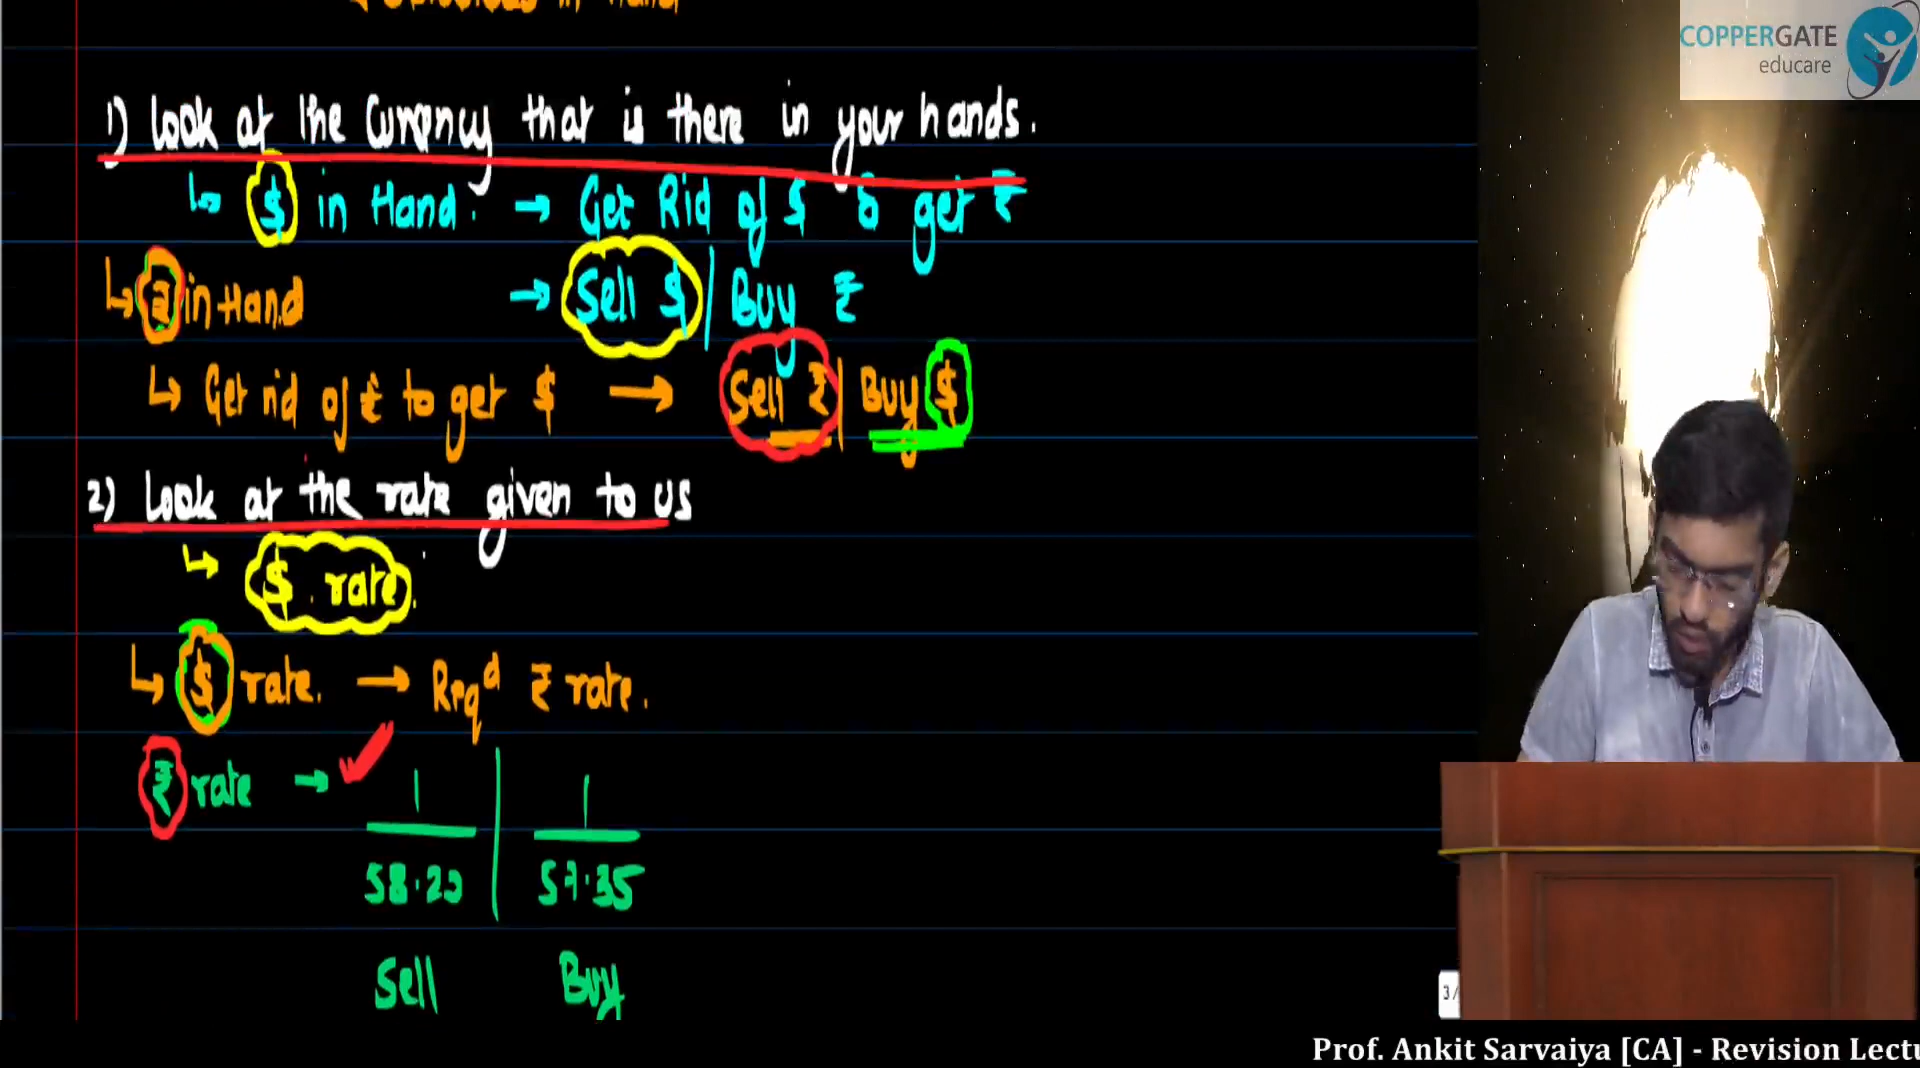 in hand
COPPERGATE
educare
1) Look at the Currency that is there in your hands.
↳ $ in Hand. → Get Rid of $ & get ₹
↳ ₹ in Hand → Sell $ | Buy ₹
↳ Get rid of ₹ to get $ → Sell ₹ | Buy $
2) Look at the rate given to us
↳ $ rate.
↳ $ rate. → Reqd ₹ rate.
₹ rate → 1 | 1
58.20 | 57.35
Sell Buy
3/
Prof. Ankit Sarvaiya [CA] - Revision Lectu